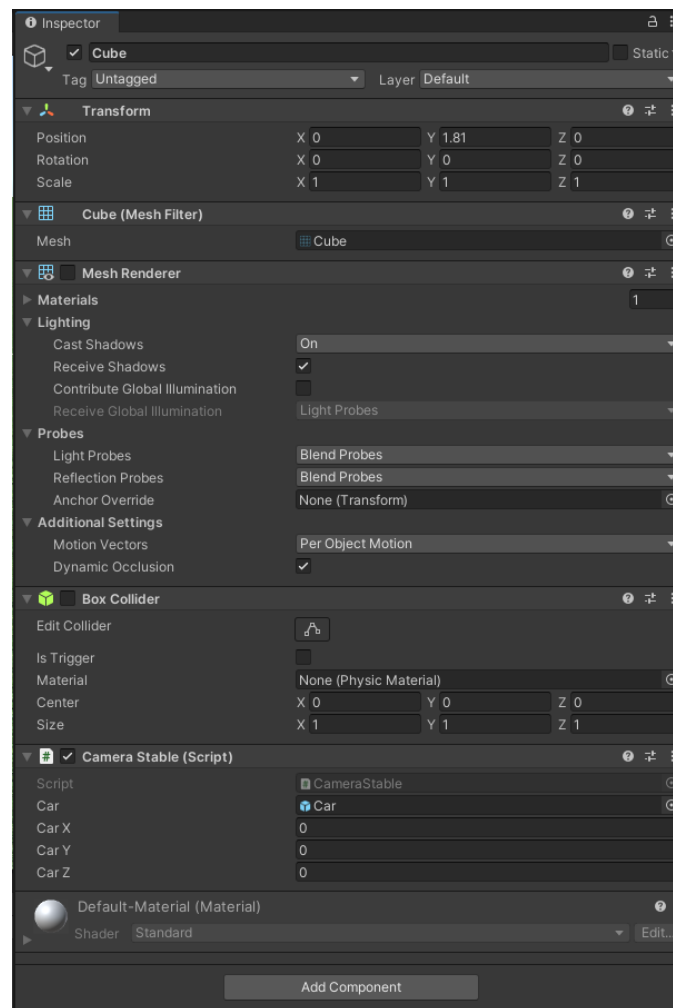 Inspector
Cube Static
Tag Untagged Layer Default
Transform
Position X 0 Y 1.81 Z 0
Rotation X 0 Y 0 Z 0
Scale X 1 Y 1 Z 1
Cube (Mesh Filter)
Mesh Cube
Mesh Renderer
Materials 1
Lighting
Cast Shadows On
Receive Shadows
Contribute Global Illumination
Receive Global Illumination Light Probes
Probes
Light Probes Blend Probes
Reflection Probes Blend Probes
Anchor Override None (Transform)
Additional Settings
Motion Vectors Per Object Motion
Dynamic Occlusion
Box Collider
Edit Collider
Is Trigger
Material None (Physic Material)
Center X 0 Y 0 Z 0
Size X 1 Y 1 Z 1
# Camera Stable (Script)
Script CameraStable
Car Car
Car X 0
Car Y 0
Car Z 0
Default-Material (Material)
Shader Standard Edit...
Add Component